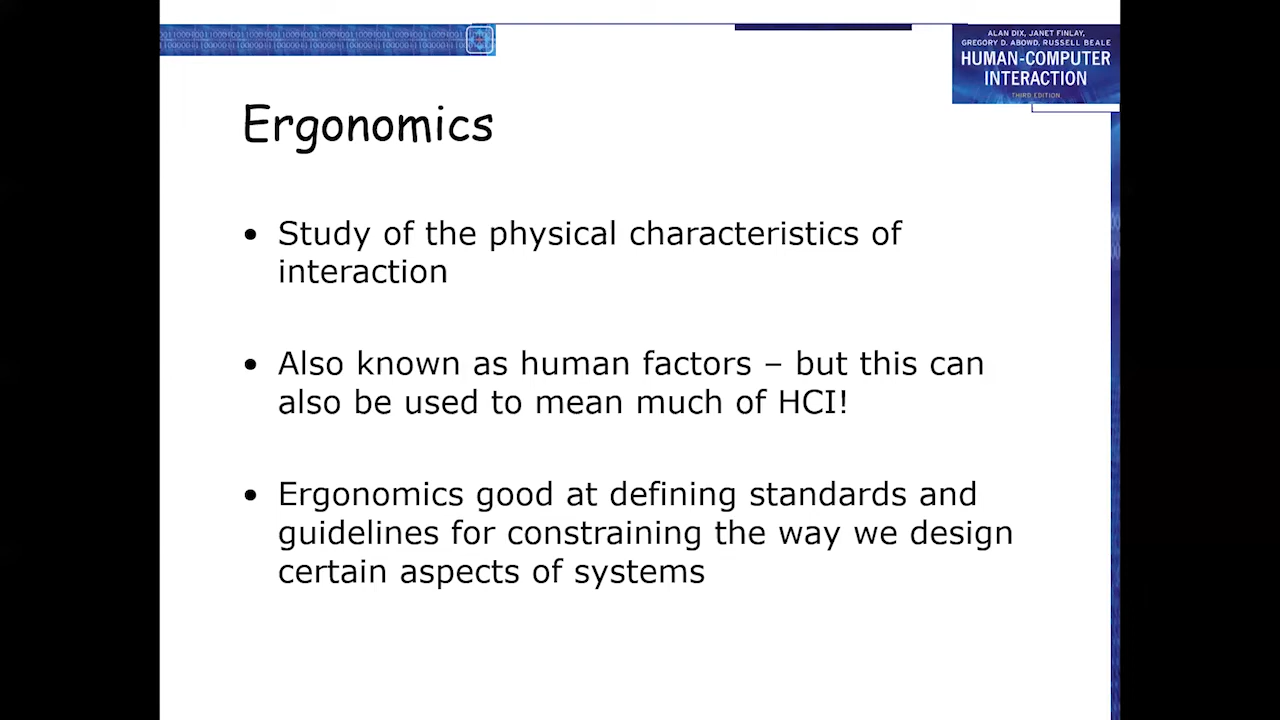 ALAN DIX, JANET FINLAY,
GREGORY D. ABOWD, RUSSELL BEALE
HUMAN-COMPUTER
INTERACTION
THIRD EDITION
Ergonomics
• Study of the physical characteristics of
interaction
• Also known as human factors – but this can
also be used to mean much of HCI!
• Ergonomics good at defining standards and
guidelines for constraining the way we design
certain aspects of systems